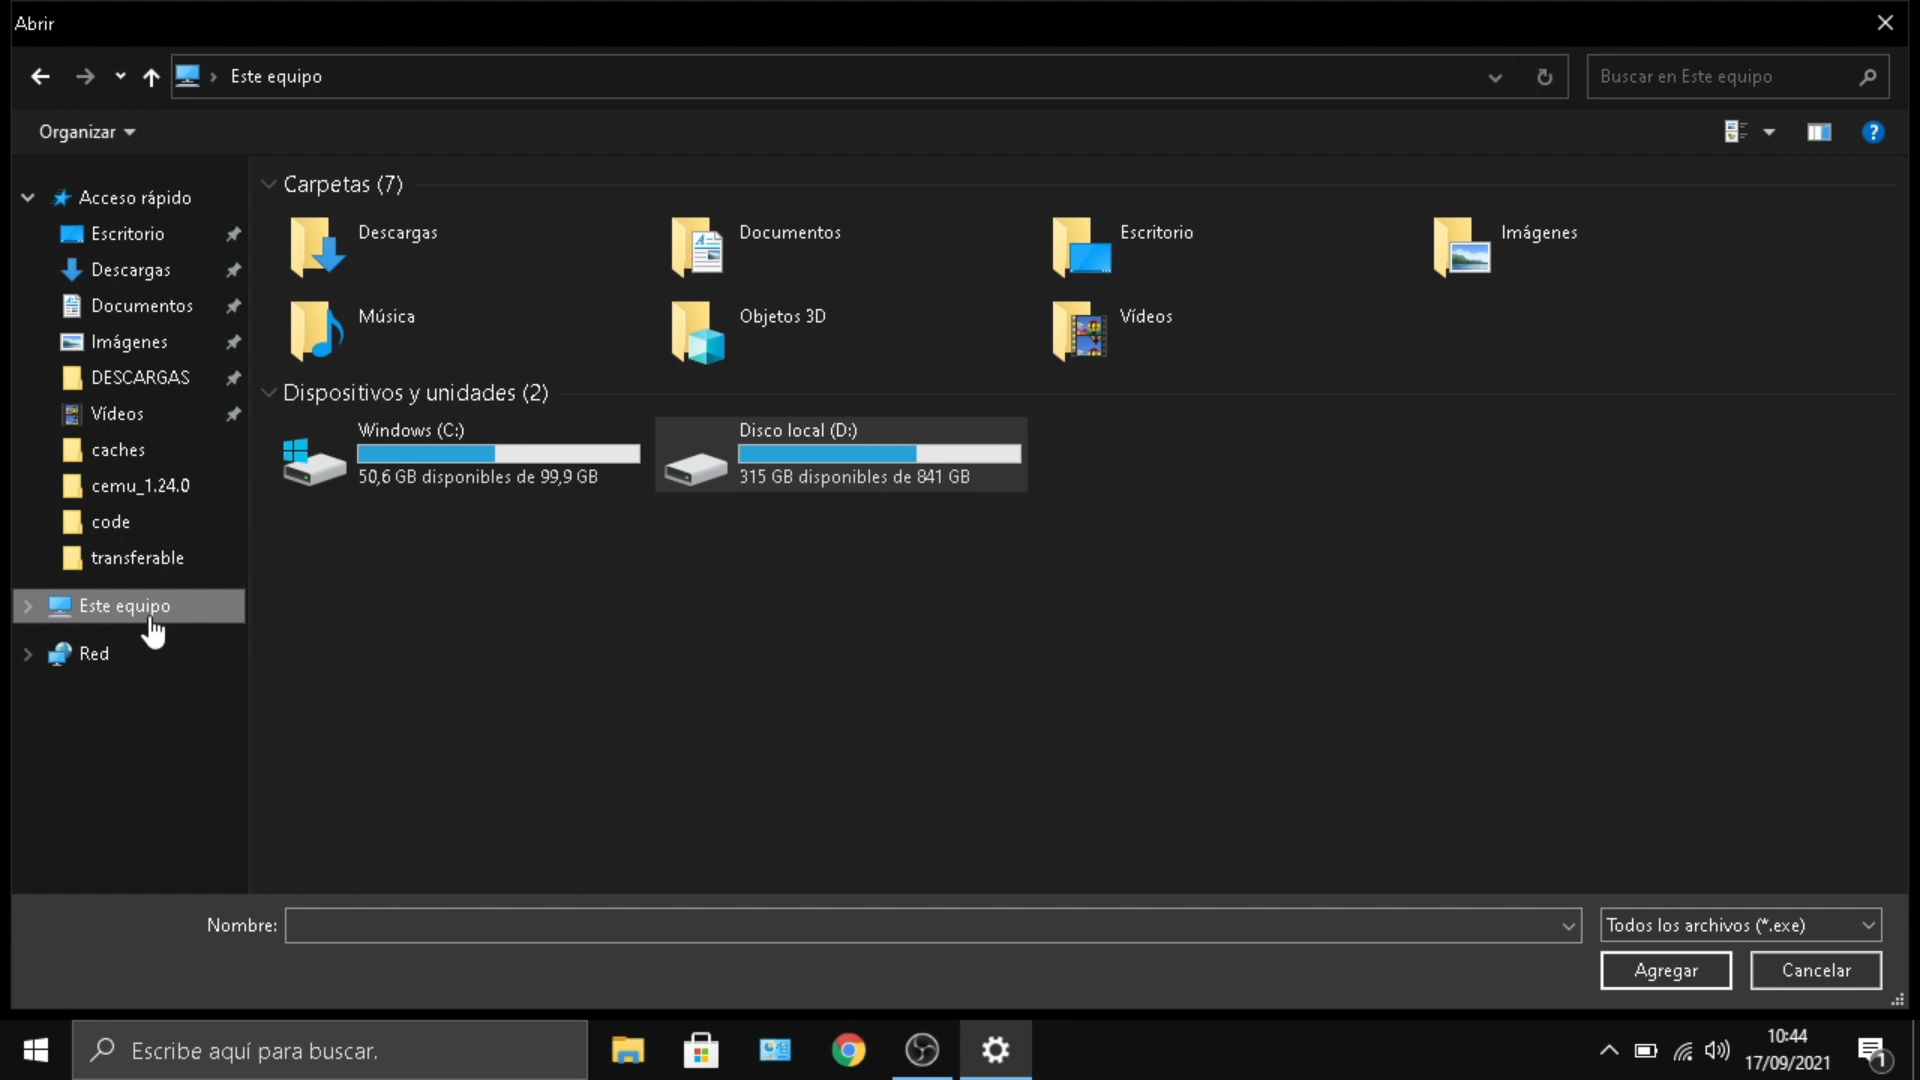 Abrir
Este equipo
Buscar en Este equipo
Organizar
?
Acceso rápido
Escritorio
Descargas
Documentos
Imágenes
DESCARGAS
Vídeos
caches
cemu_1.24.0
code
transferable
Este equipo
Red
Carpetas (7)
Descargas
Documentos
Escritorio
Imágenes
Música
Objetos 3D
Vídeos
Dispositivos y unidades (2)
Windows (C:)
50,6 GB disponibles de 99,9 GB
Disco local (D:)
315 GB disponibles de 841 GB
Nombre:
Todos los archivos (*.exe)
Agregar
Cancelar
Escribe aquí para buscar.
10:44
17/09/2021
1